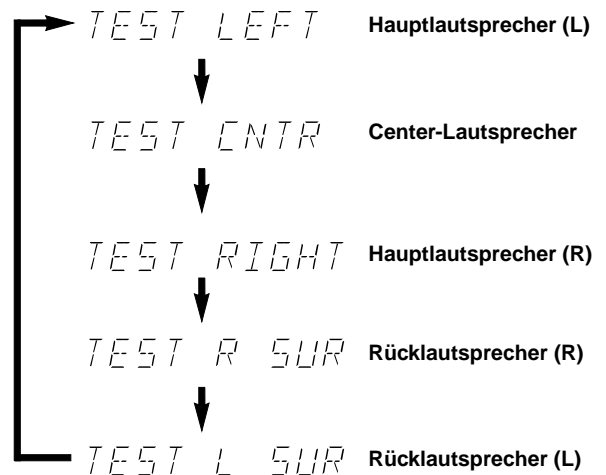 TEST LEFT Hauptlautsprecher (L)
TEST CNTR Center-Lautsprecher
TEST RIGHT Hauptlautsprecher (R)
TEST R SUR Rücklautsprecher (R)
TEST L SUR Rücklautsprecher (L)